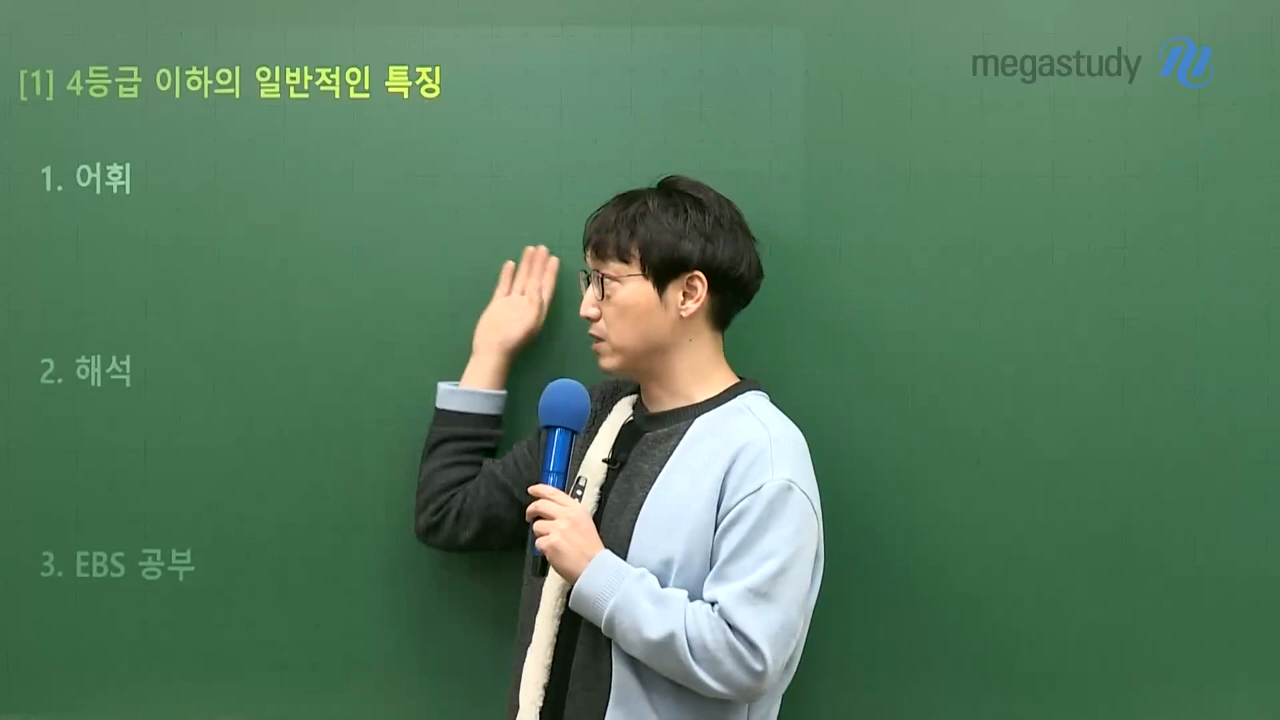 [1] 4등급 이하의 일반적인 특징
megastudy
1. 어휘
2. 해석
3. EBS 공부